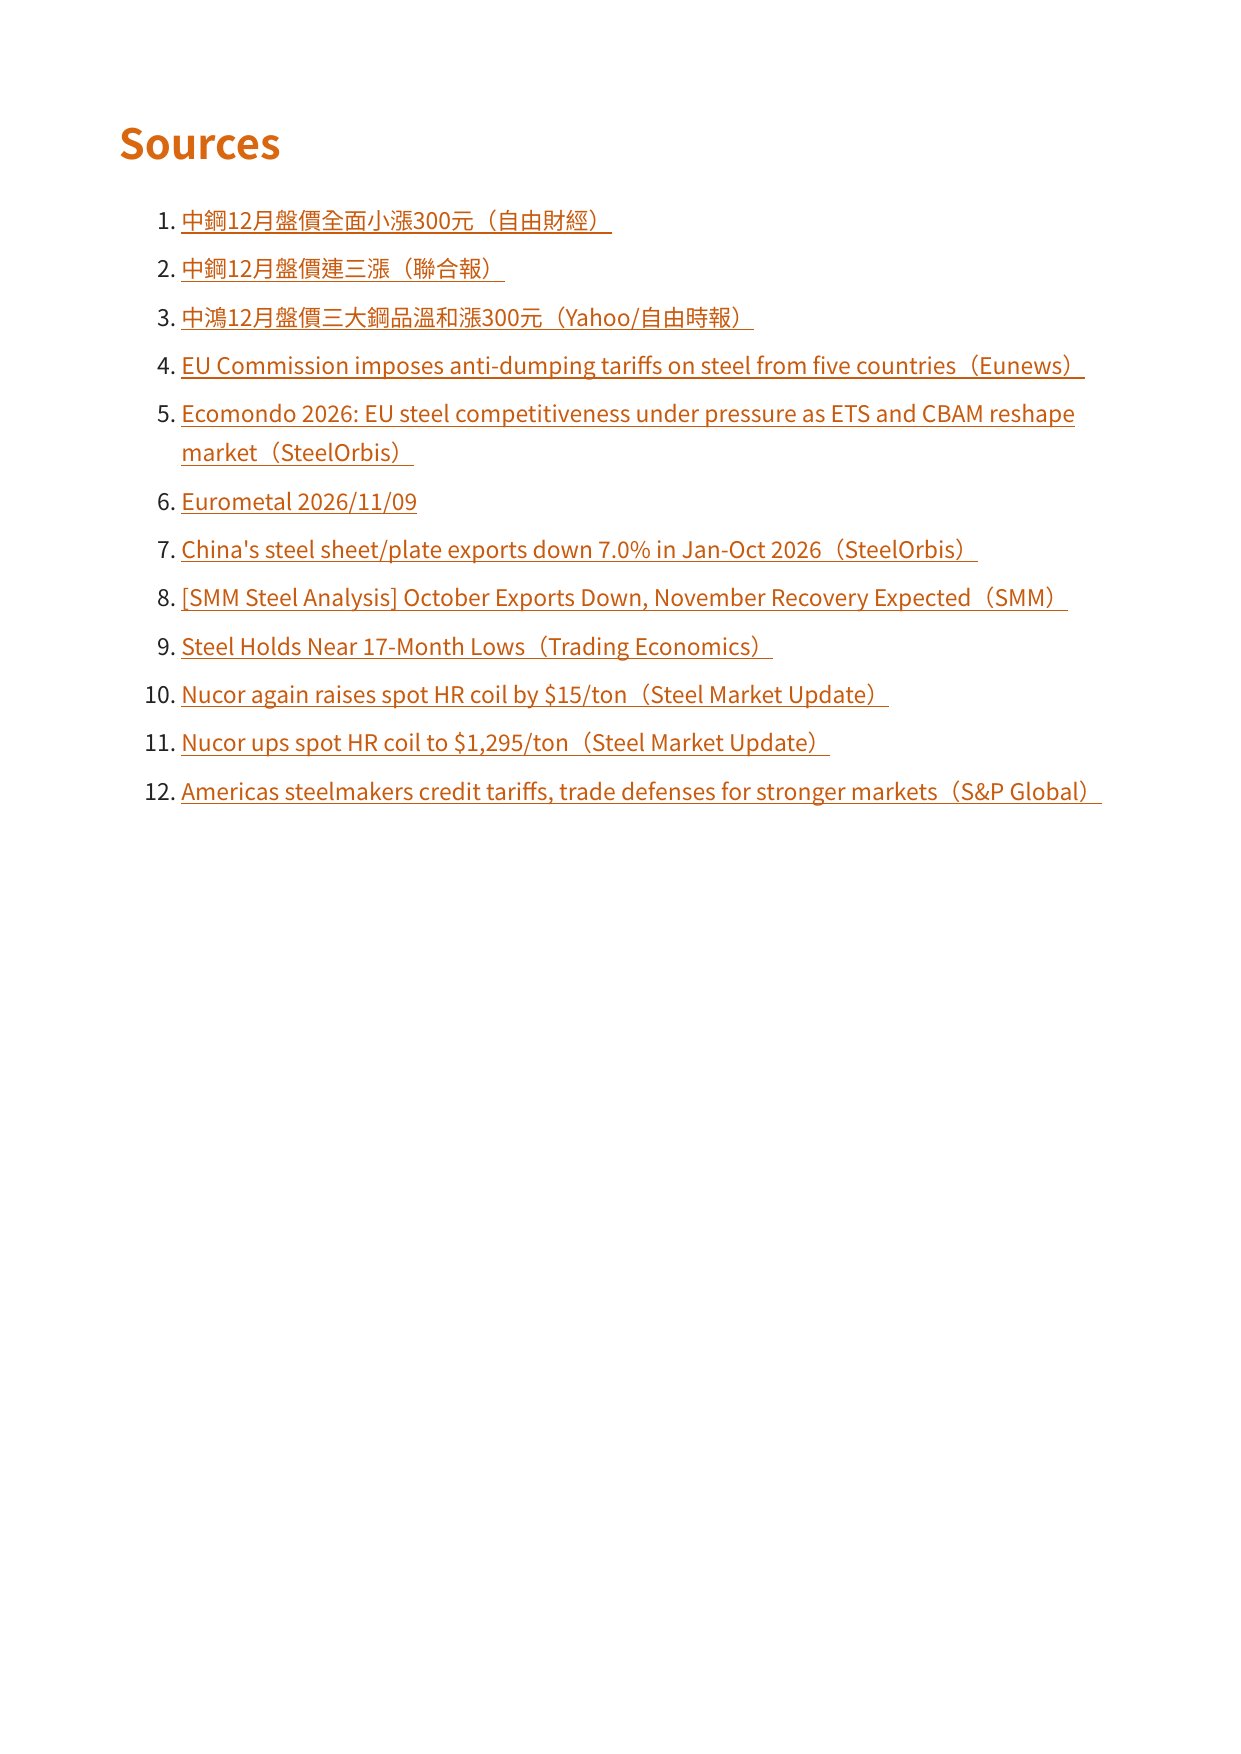 Sources
1. 中鋼12月盤價全面小漲300元（自由財經）
2. 中鋼12月盤價連三漲（聯合報）
3. 中鴻12月盤價三大鋼品溫和漲300元（Yahoo/自由時報）
4. EU Commission imposes anti-dumping tariffs on steel from five countries（Eunews）
5. Ecomondo 2026: EU steel competitiveness under pressure as ETS and CBAM reshape
market（SteelOrbis）
6. Eurometal 2026/11/09
7. China's steel sheet/plate exports down 7.0% in Jan-Oct 2026（SteelOrbis）
8. [SMM Steel Analysis] October Exports Down, November Recovery Expected（SMM）
9. Steel Holds Near 17-Month Lows（Trading Economics）
10. Nucor again raises spot HR coil by $15/ton（Steel Market Update）
11. Nucor ups spot HR coil to $1,295/ton（Steel Market Update）
12. Americas steelmakers credit tariffs, trade defenses for stronger markets（S&P Global）